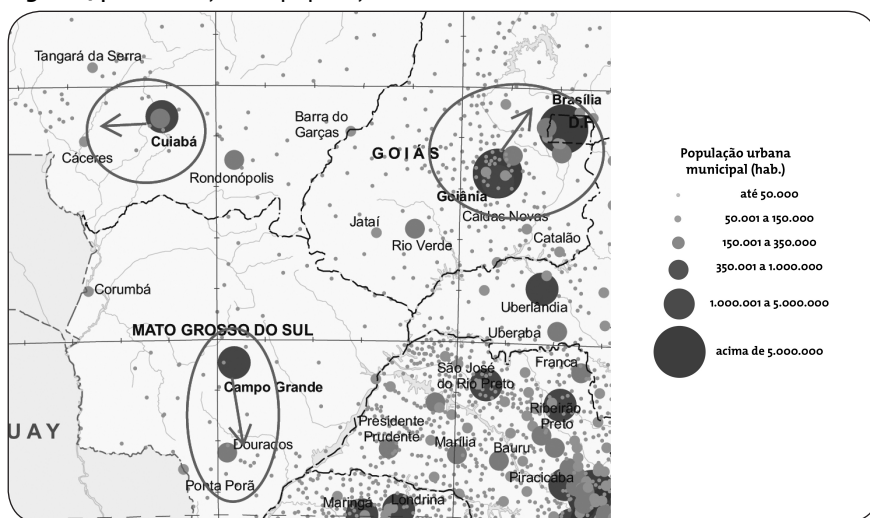 Tangará da Serra
Cáceres
Cuiabá
Rondonópolis
Barra do
Garças
GOIÁS
Brasília
D.F.
Goiânia
Caldas Novas
Jataí
Rio Verde
Catalão
Corumbá
Uberlândia
MATO GROSSO DO SUL
Uberaba
Campo Grande
São José
do Rio Preto
Franca
Ribeirão
Preto
UAY
Dourados
Presidente
Prudente
Marília
Bauru
Piracicaba
Ponta Porã
Maringá
Londrina
População urbana
municipal (hab.)
até 50.000
50.001 a 150.000
150.001 a 350.000
350.001 a 1.000.000
1.000.001 a 5.000.000
acima de 5.000.000